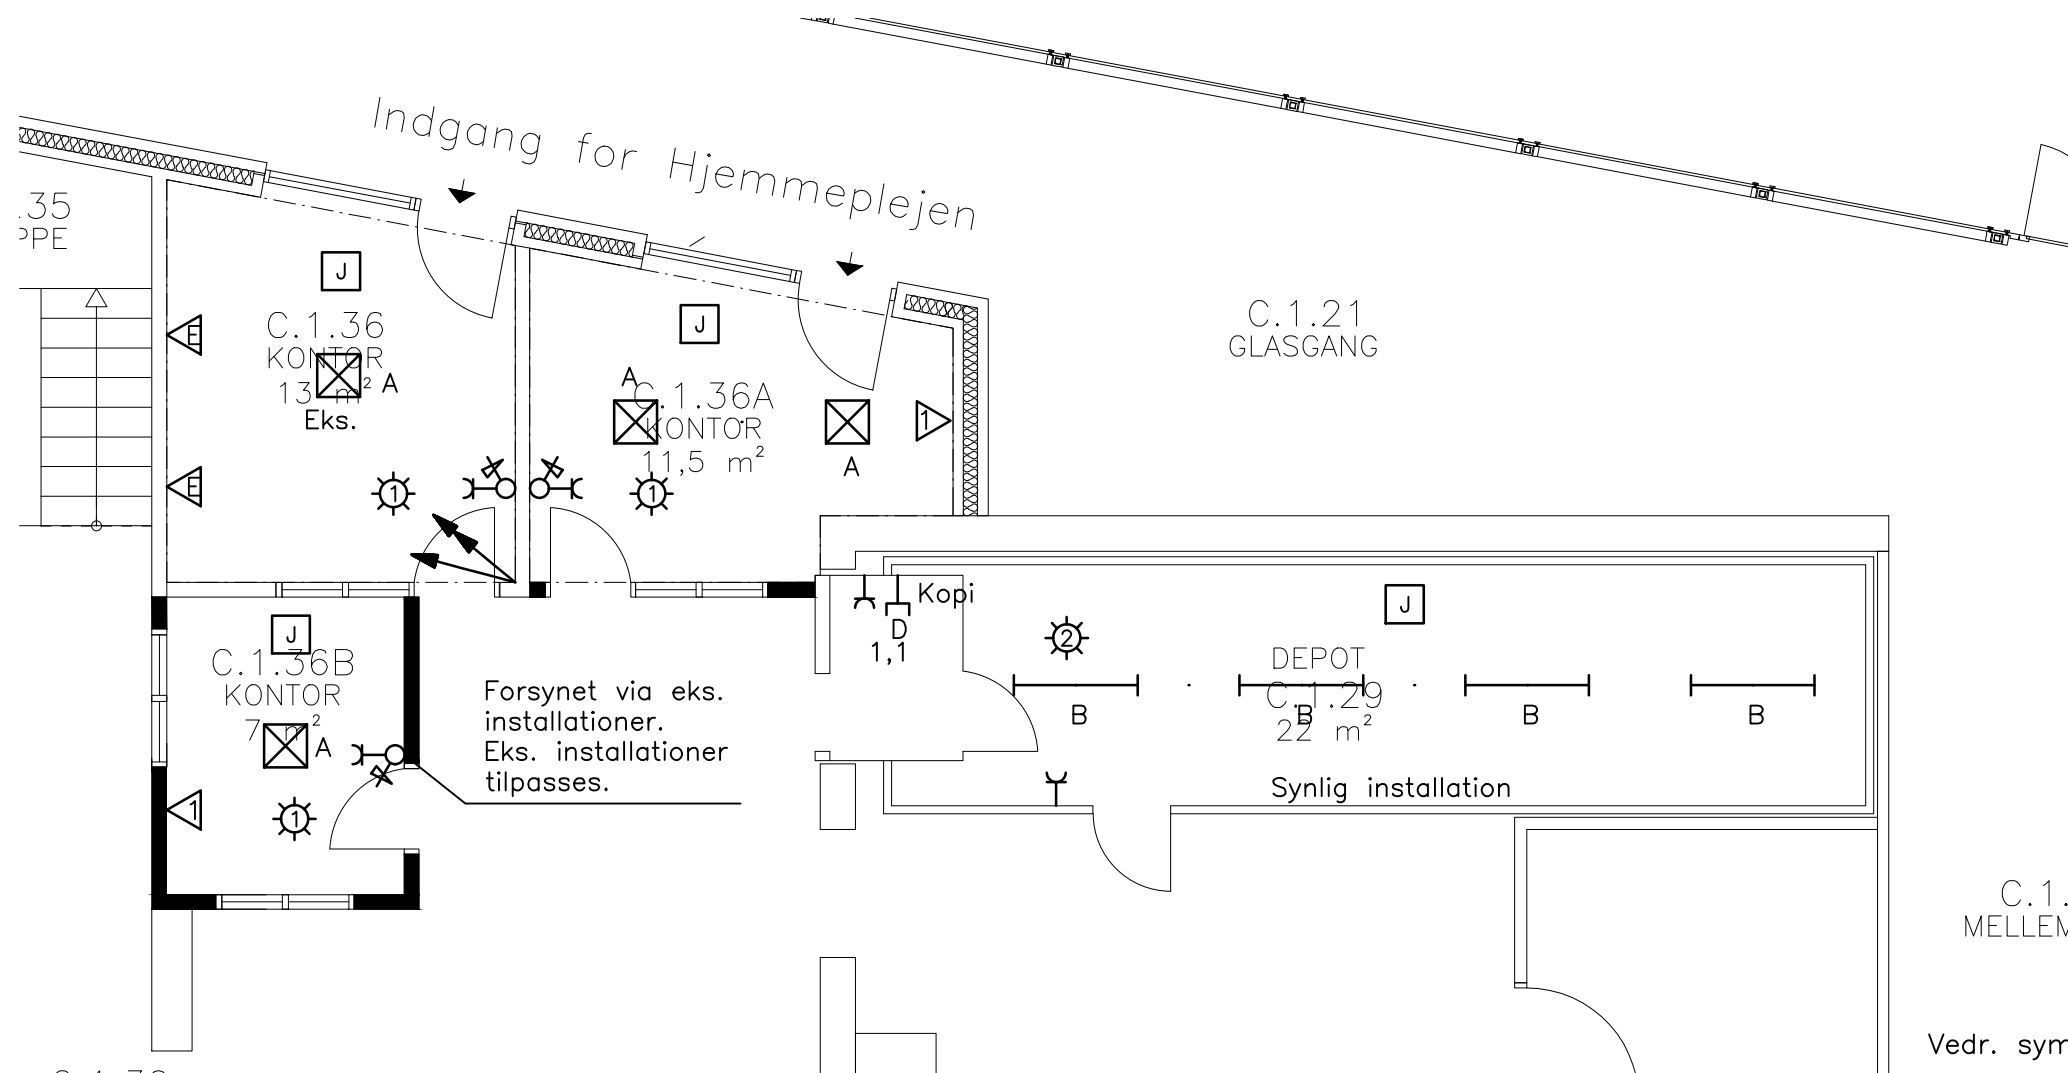 Indgang for Hjemmeplejen
.35
PPE
J
C.1.36
KONTOR
13 m²
A
Eks.
E
E
1
J
A
C.1.36A
KONTOR
11,5 m²
A
1
1
C.1.21
GLASGANG
J
C.1.36B
KONTOR
7 m²
A
1
1
Forsynet via eks.
installationer.
Eks. installationer
tilpasses.
Kopi
D
1,1
2
J
DEPOT
C.1.29
22 m²
B
B
B
B
Synlig installation
C.1.
MELLEM
Vedr. sym